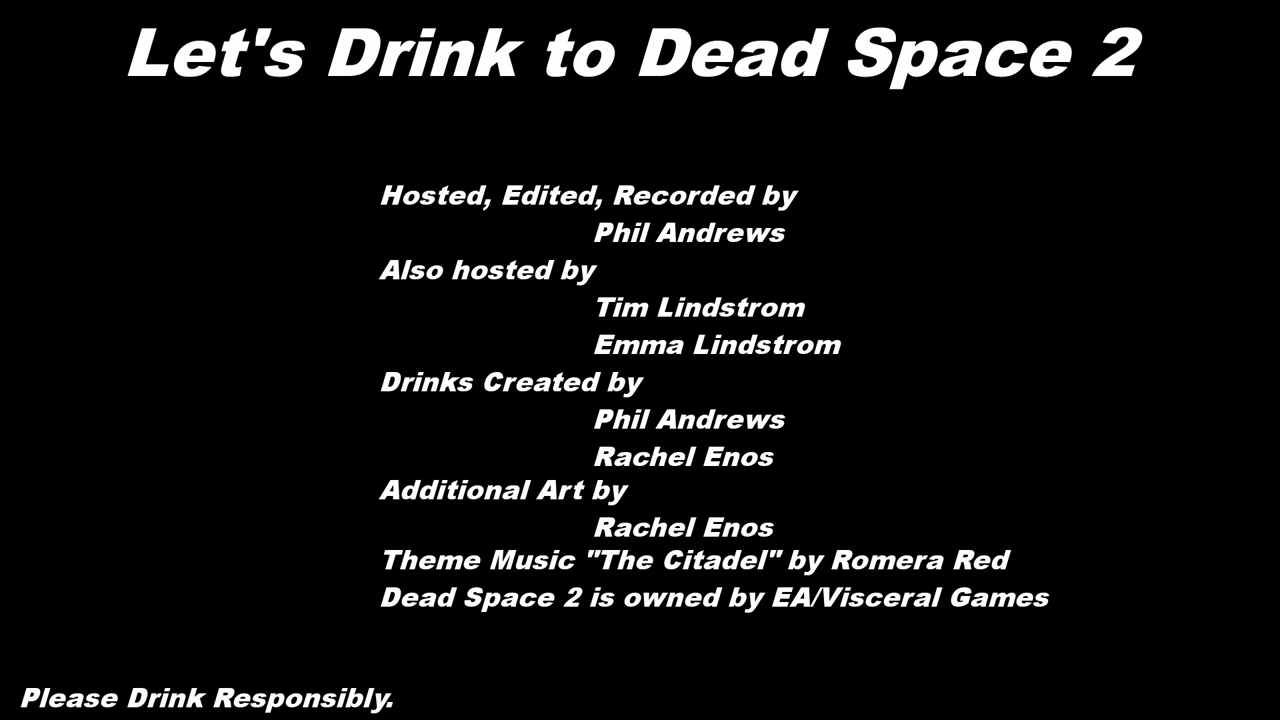 Let's Drink to Dead Space 2
Hosted, Edited, Recorded by
Phil Andrews
Also hosted by
Tim Lindstrom
Emma Lindstrom
Drinks Created by
Phil Andrews
Rachel Enos
Additional Art by
Rachel Enos
Theme Music "The Citadel" by Romera Red
Dead Space 2 is owned by EA/Visceral Games
Please Drink Responsibly.